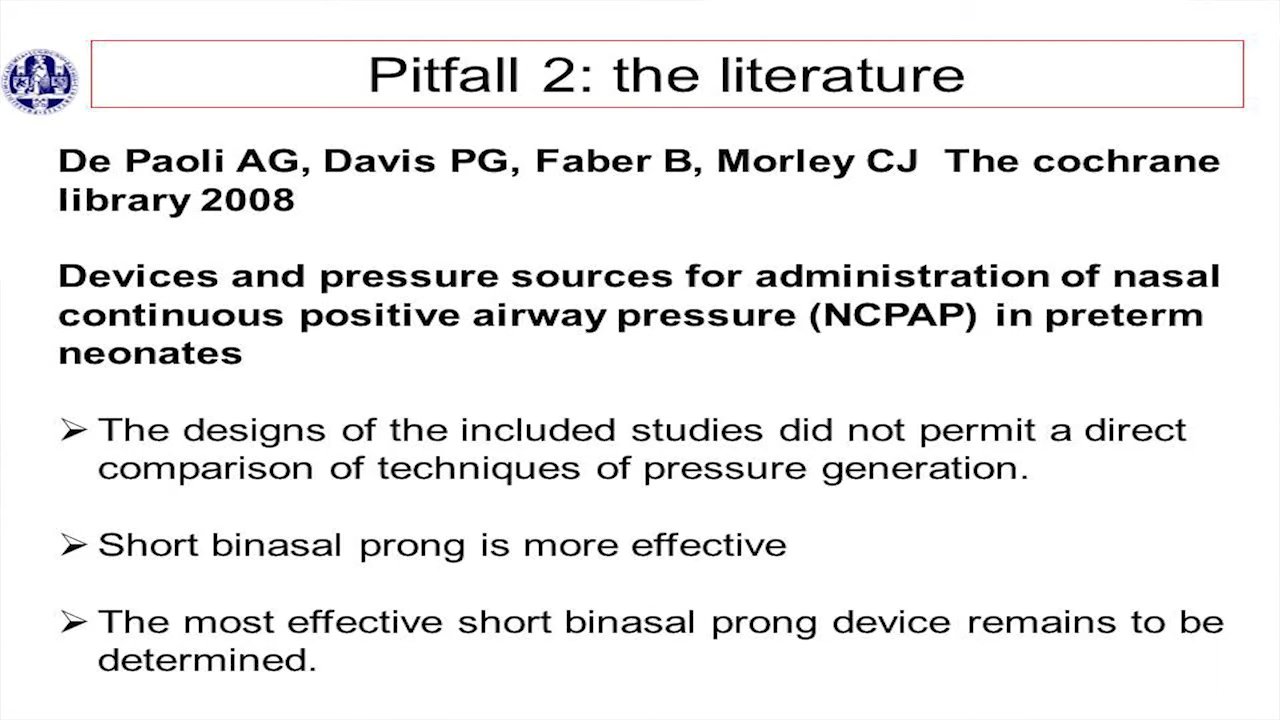 Pitfall 2: the literature
De Paoli AG, Davis PG, Faber B, Morley CJ The cochrane
library 2008
Devices and pressure sources for administration of nasal
continuous positive airway pressure (NCPAP) in preterm
neonates
➢ The designs of the included studies did not permit a direct
comparison of techniques of pressure generation.
➢ Short binasal prong is more effective
➢ The most effective short binasal prong device remains to be
determined.